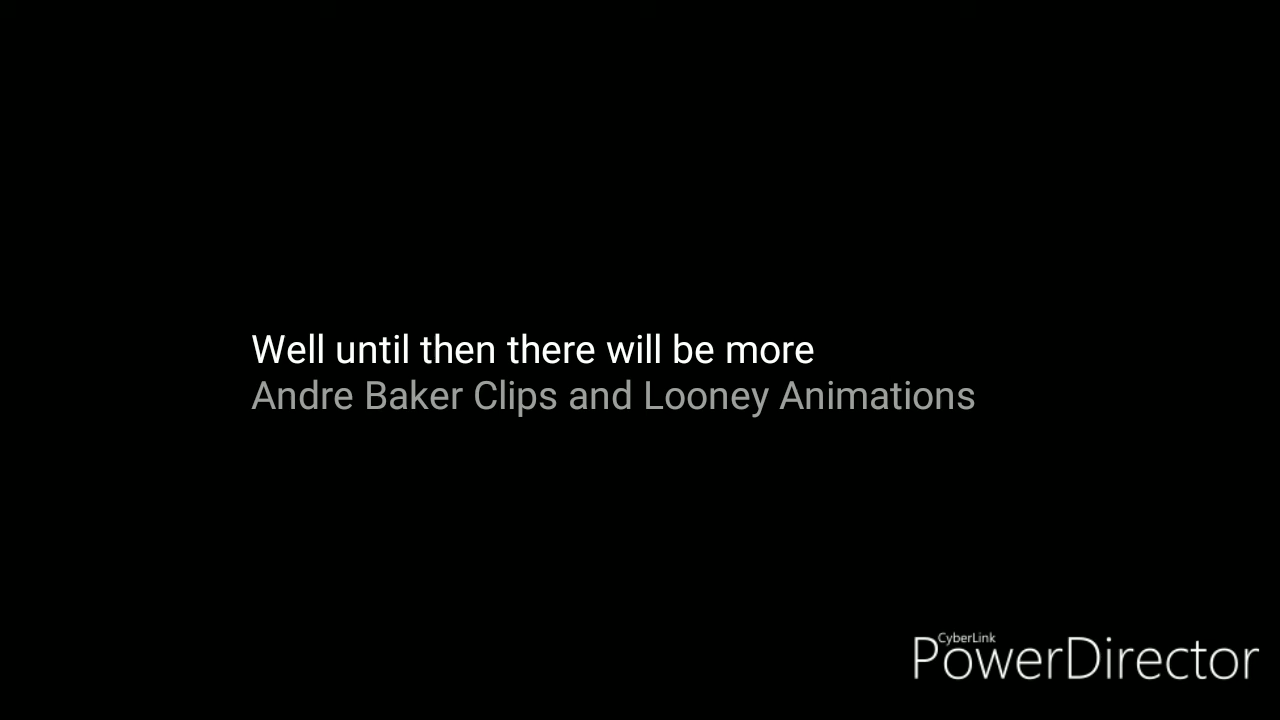 Well until then there will be more
Andre Baker Clips and Looney Animations
CyberLink
PowerDirector